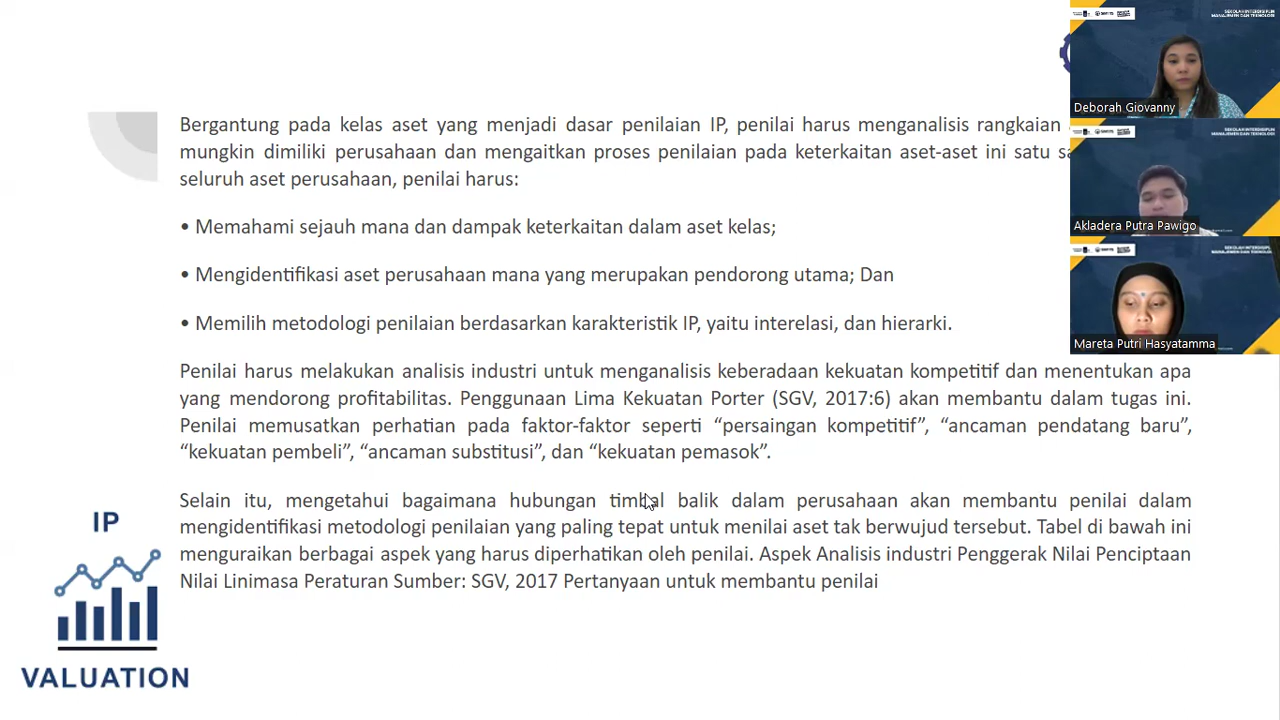 Bergantung pada kelas aset yang menjadi dasar penilaian IP, penilai harus menganalisis rangkaian
mungkin dimiliki perusahaan dan mengaitkan proses penilaian pada keterkaitan aset-aset ini satu
seluruh aset perusahaan, penilai harus:
• Memahami sejauh mana dan dampak keterkaitan dalam aset kelas;
• Mengidentifikasi aset perusahaan mana yang merupakan pendorong utama; Dan
• Memilih metodologi penilaian berdasarkan karakteristik IP, yaitu interelasi, dan hierarki.
Penilai harus melakukan analisis industri untuk menganalisis keberadaan kekuatan kompetitif dan menentukan apa
yang mendorong profitabilitas. Penggunaan Lima Kekuatan Porter (SGV, 2017:6) akan membantu dalam tugas ini.
Penilai memusatkan perhatian pada faktor-faktor seperti “persaingan kompetitif”, “ancaman pendatang baru”,
“kekuatan pembeli”, “ancaman substitusi”, dan “kekuatan pemasok”.
Selain itu, mengetahui bagaimana hubungan timbal balik dalam perusahaan akan membantu penilai dalam
mengidentifikasi metodologi penilaian yang paling tepat untuk menilai aset tak berwujud tersebut. Tabel di bawah ini
menguraikan berbagai aspek yang harus diperhatikan oleh penilai. Aspek Analisis industri Penggerak Nilai Penciptaan
Nilai Linimasa Peraturan Sumber: SGV, 2017 Pertanyaan untuk membantu penilai
IP
VALUATION
SEKOLAH INTERDISIPLIN
MANAJEMEN DAN TEKNOLOGI
Deborah Giovanny
Akladera Putra Pawigo
Mareta Putri Hasyatamma